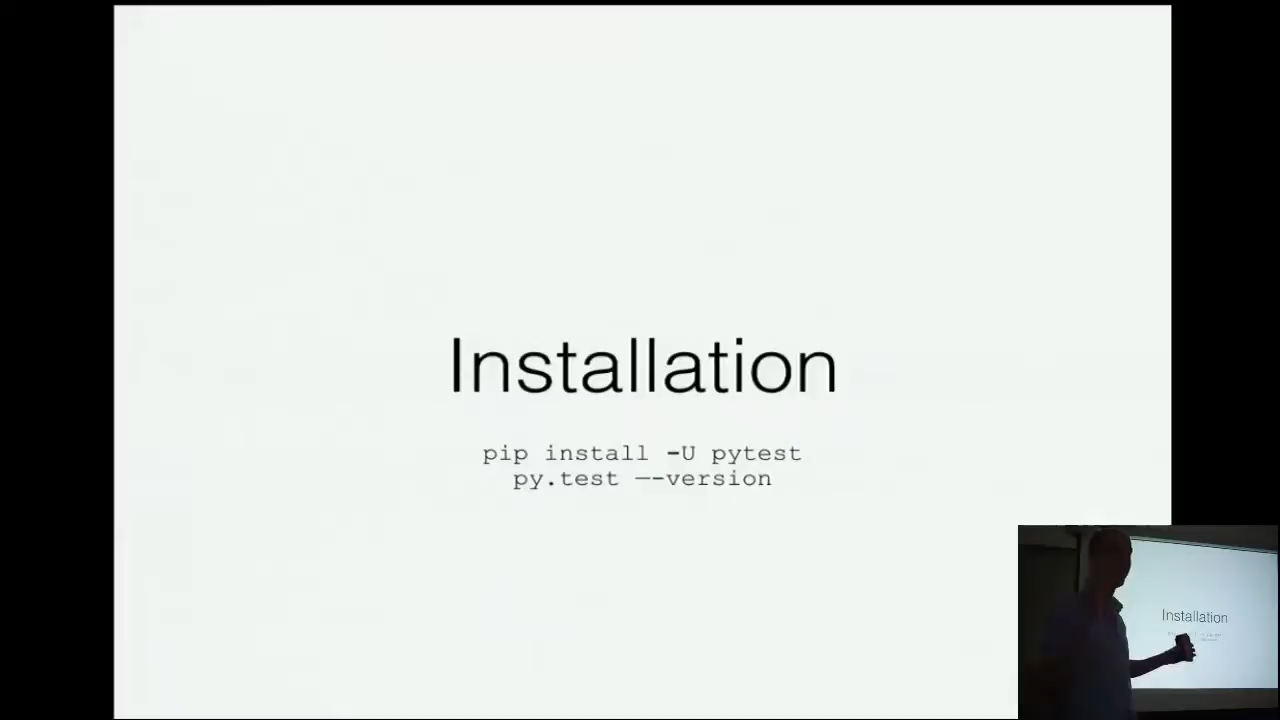 Installation
pip install -U pytest
py.test —-version
Installation